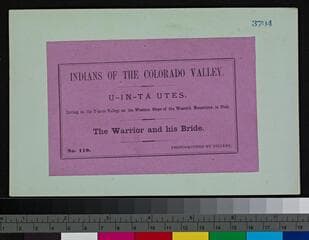 3794
INDIANS OF THE COLORADO VALLEY.
U-IN-TA UTES.
Living in the Uinta Valley, on the Western Slope of the Wasatch Mountains, in Utah.
The Warrior and his Bride.
No. 119.
PHOTOGRAPHED BY HILLERS.